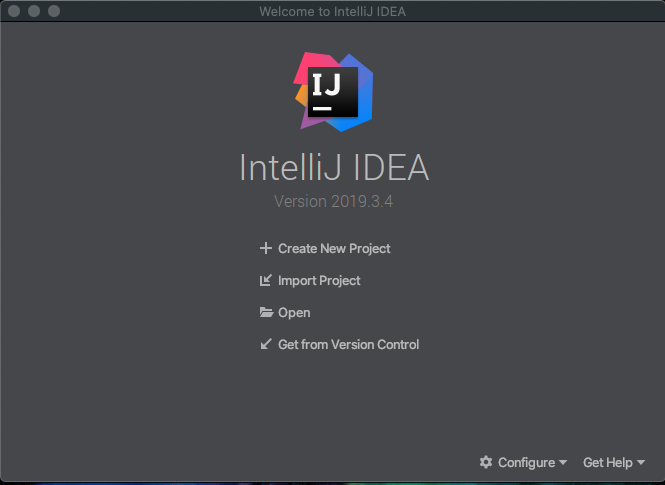 Welcome to IntelliJ IDEA
IJ
IntelliJ IDEA
Version 2019.3.4
Create New Project
Import Project
Open
Get from Version Control
Configure Get Help